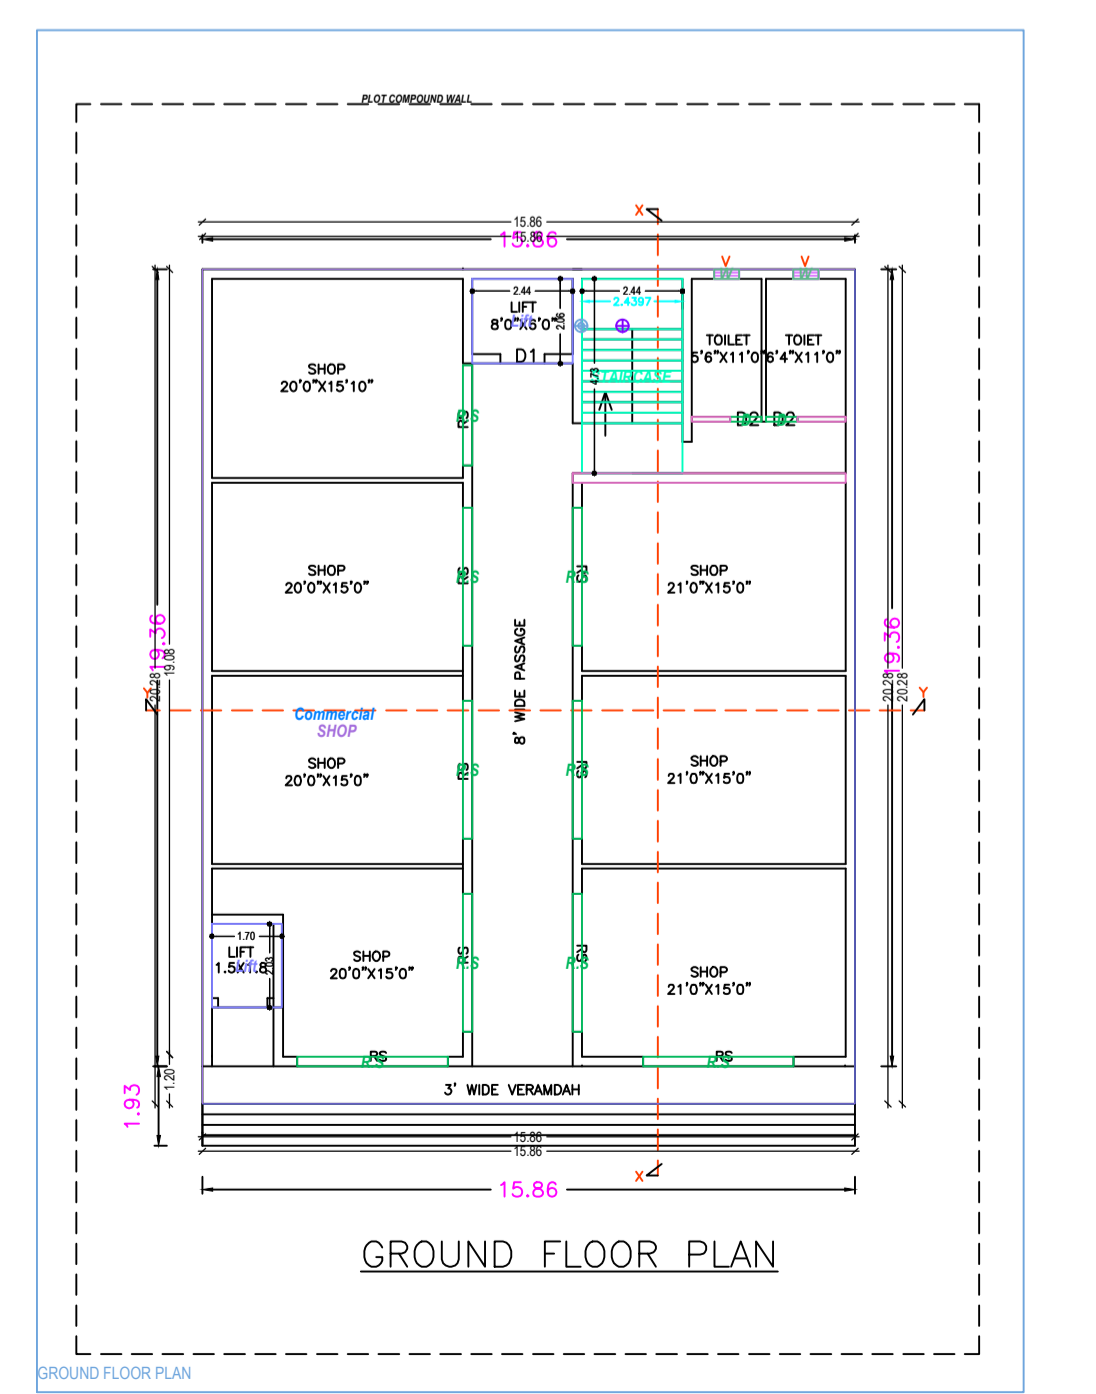 PLOT COMPOUND WALL
X
15.86
15.86
15.86
V
V
W
W
2.44
2.44
LIFT
Lift
8'0"X6'0"
2.06
2.4397
D1
4.73
STAIRCASE
TOILET
5'6"X11'0"
TOIET
6'4"X11'0"
D2
D2
SHOP
20'0"X15'10"
RS
R.S
SHOP
20'0"X15'0"
RS
R.S
RS
R.S
SHOP
21'0"X15'0"
19.36
19.08
20.28
8' WIDE PASSAGE
19.36
20.28
20.28
Y
Y
Commercial
SHOP
SHOP
20'0"X15'0"
RS
R.S
RS
R.S
SHOP
21'0"X15'0"
1.70
LIFT
Lift
1.5X1.8
2.03
SHOP
20'0"X15'0"
RS
R.S
RS
R.S
SHOP
21'0"X15'0"
RS
R.S
RS
R.S
1.20
1.93
3' WIDE VERAMDAH
15.86
15.86
X
15.86
GROUND FLOOR PLAN
GROUND FLOOR PLAN